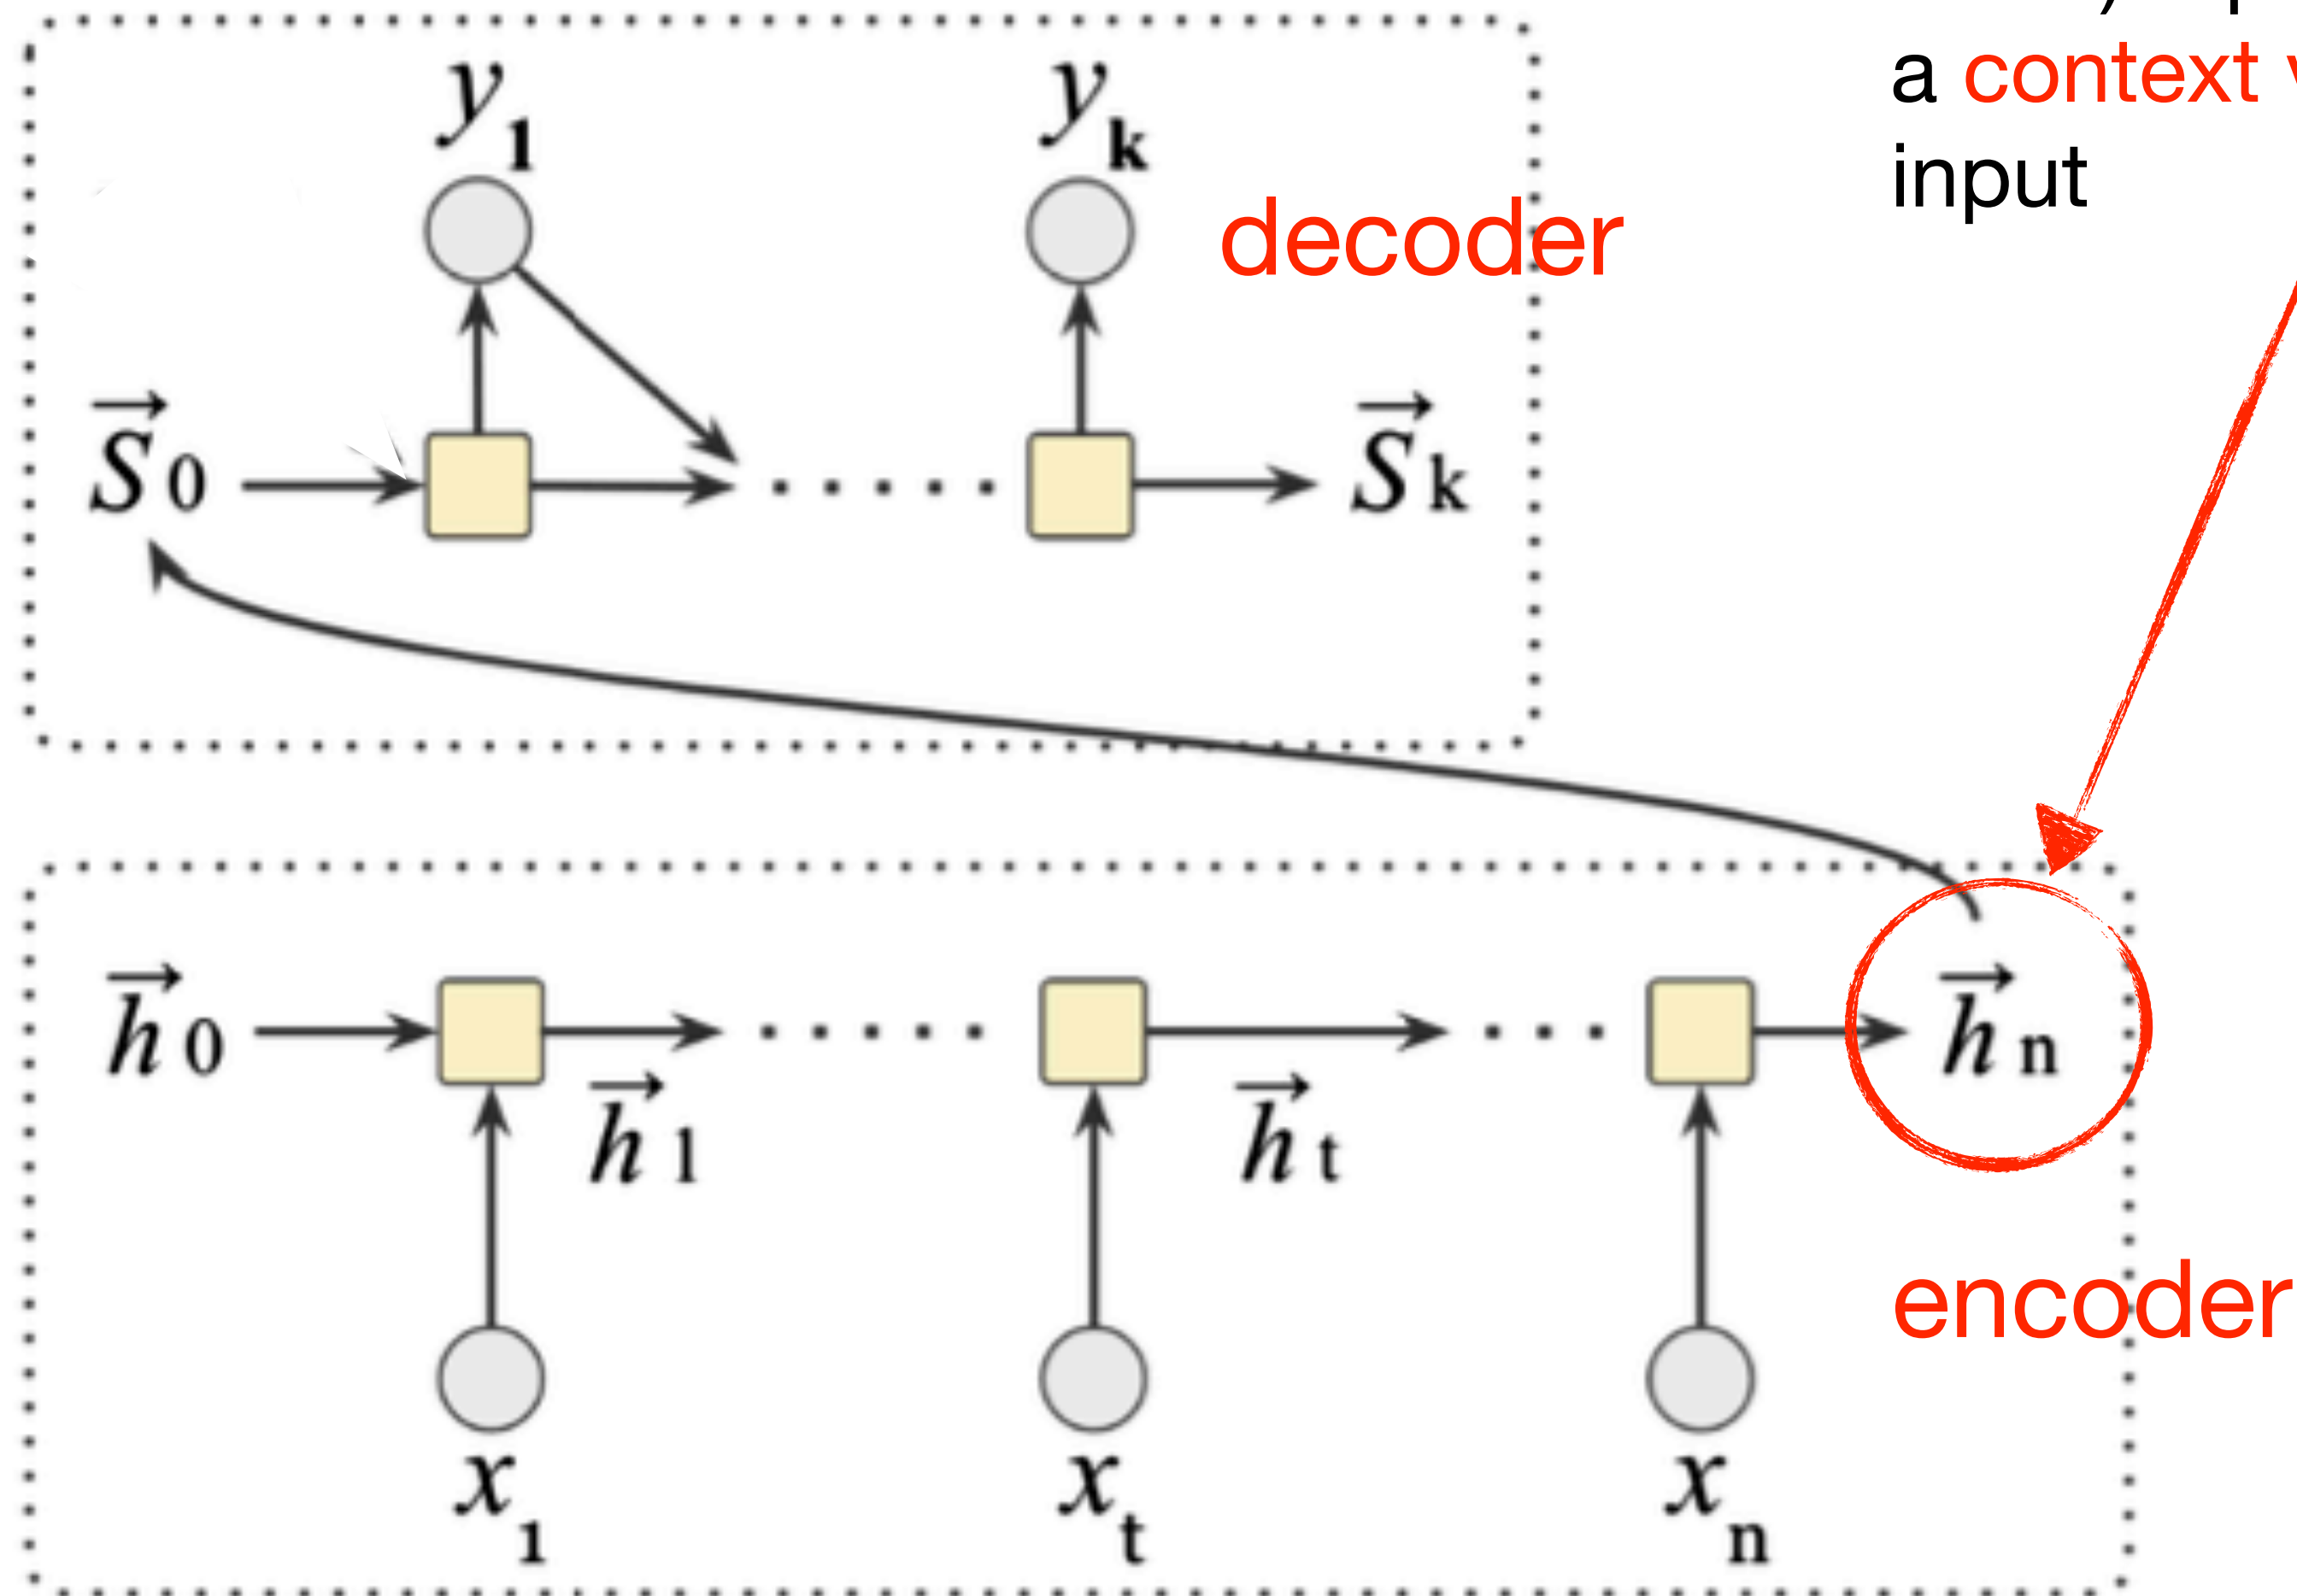 a context
input
y1 yk
decoder
S0 Sk
h0 h1 ht hn
encoder
x1 xt xn